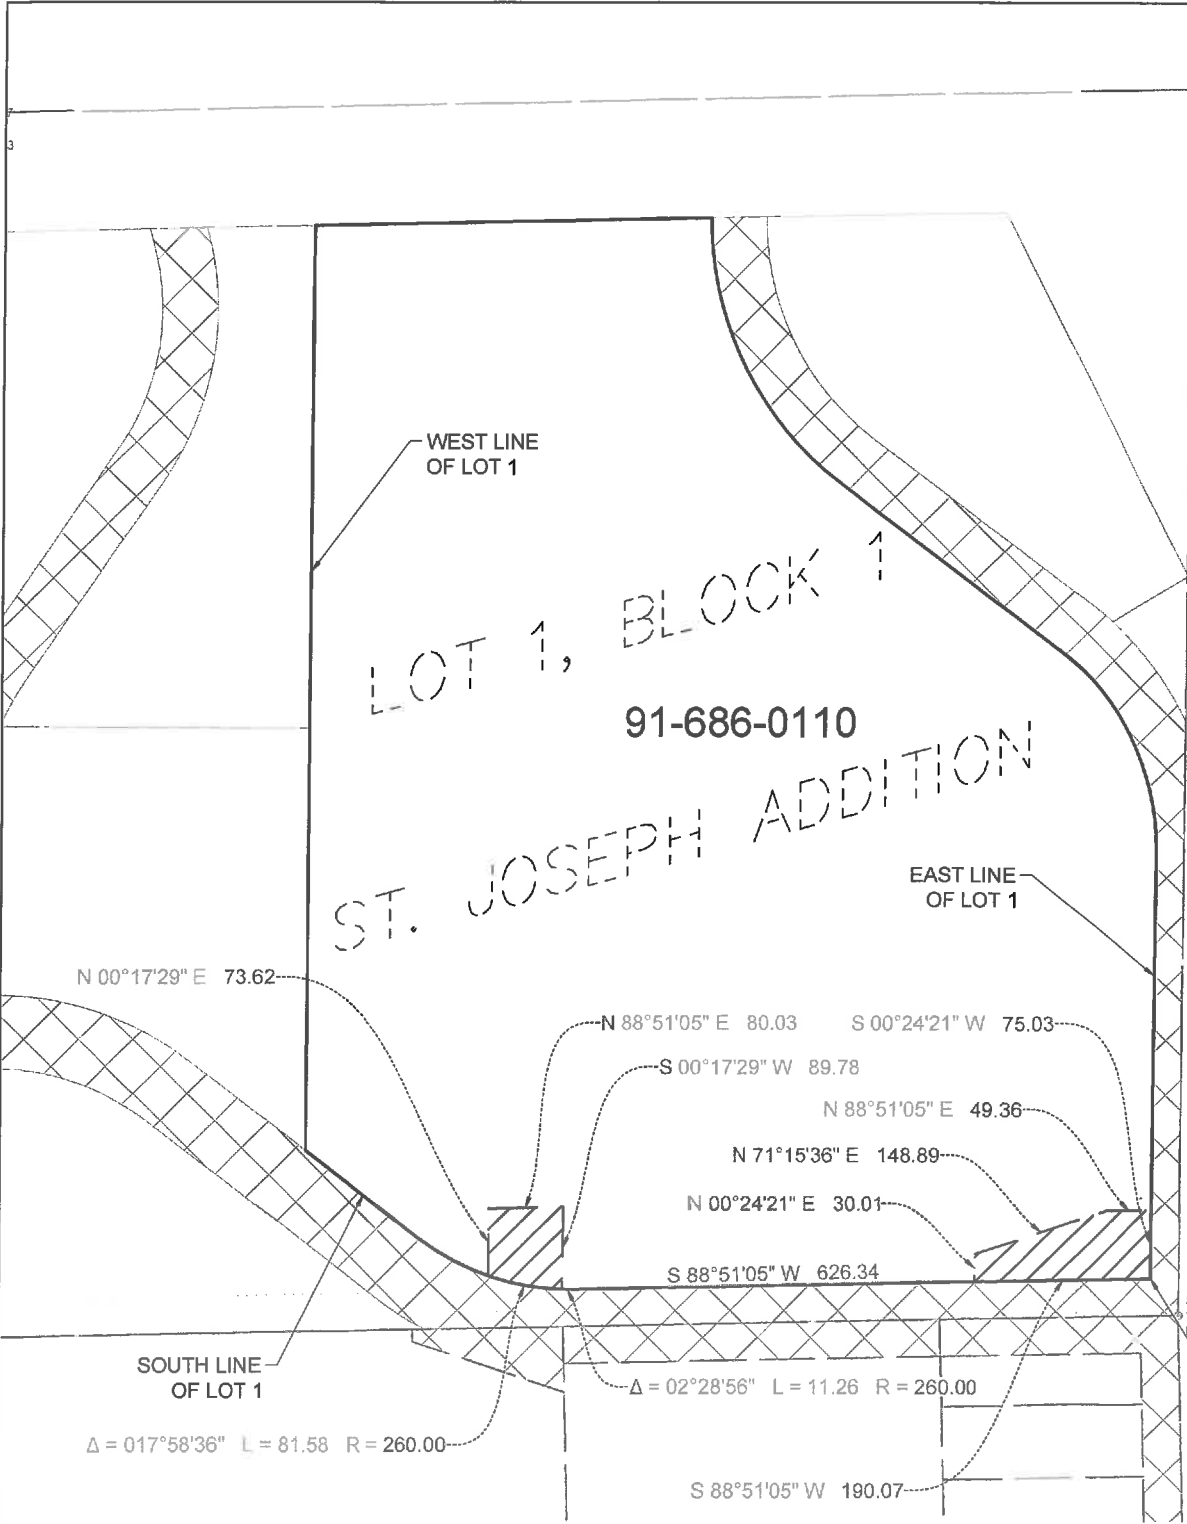 3
WEST LINE
OF LOT 1
LOT 1, BLOCK 1
91-686-0110
ST. JOSEPH ADDITION
EAST LINE
OF LOT 1
N 00°17'29" E 73.62
N 88°51'05" E 80.03
S 00°24'21" W 75.03
S 00°17'29" W 89.78
N 88°51'05" E 49.36
N 71°15'36" E 148.89
N 00°24'21" E 30.01
S 88°51'05" W 626.34
SOUTH LINE
OF LOT 1
Δ = 02°28'56" L = 11.26 R = 260.00
Δ = 017°58'36" L = 81.58 R = 260.00
S 88°51'05" W 190.07